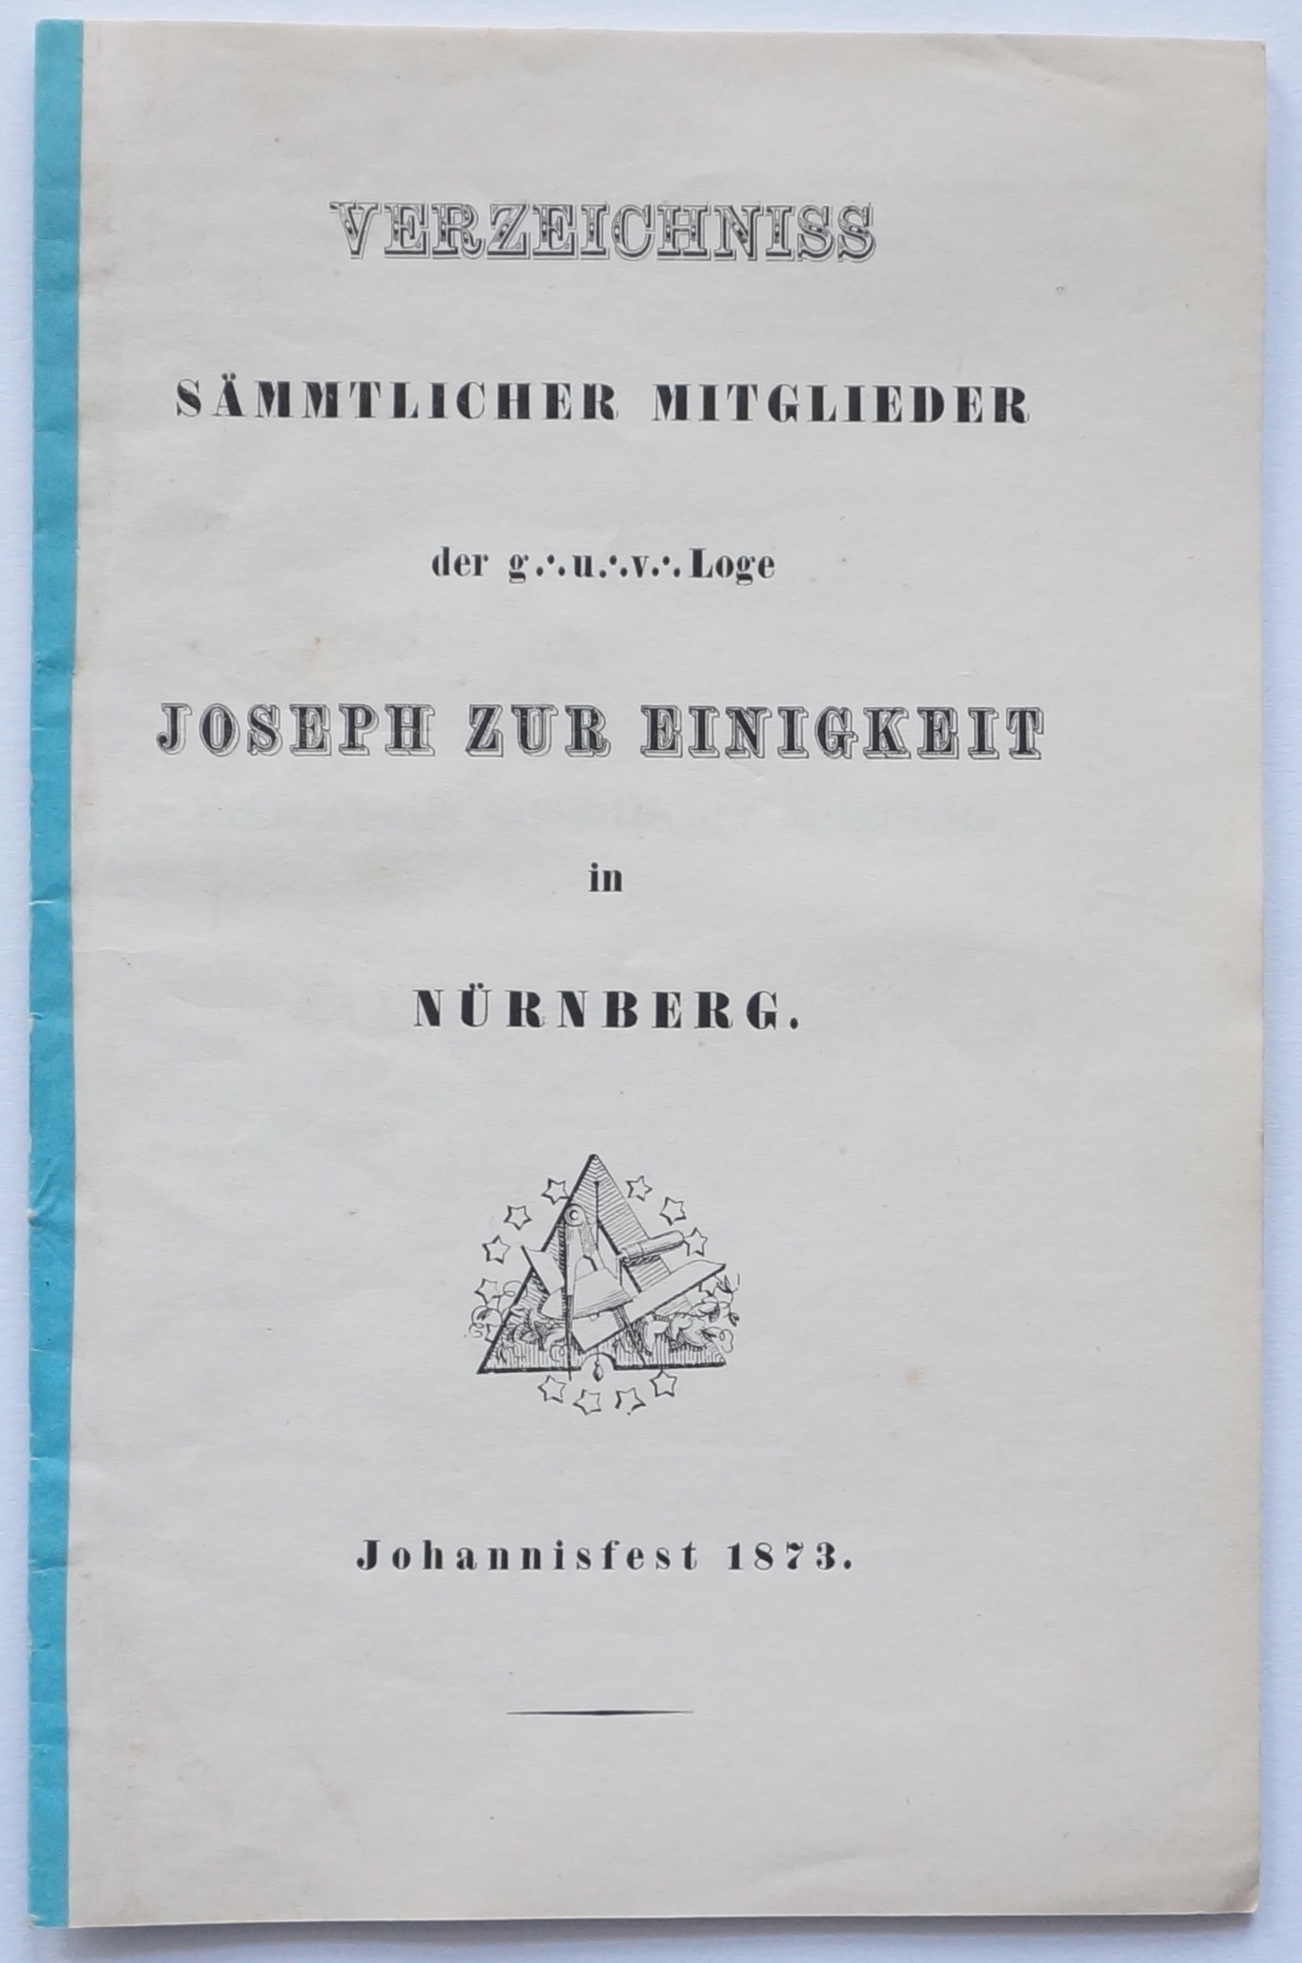 VERZEICHNISS
SÄMMTLICHER MITGLIEDER
der g∴u∴v∴Loge
JOSEPH ZUR EINIGKEIT
in
NÜRNBERG.
Johannisfest 1873.